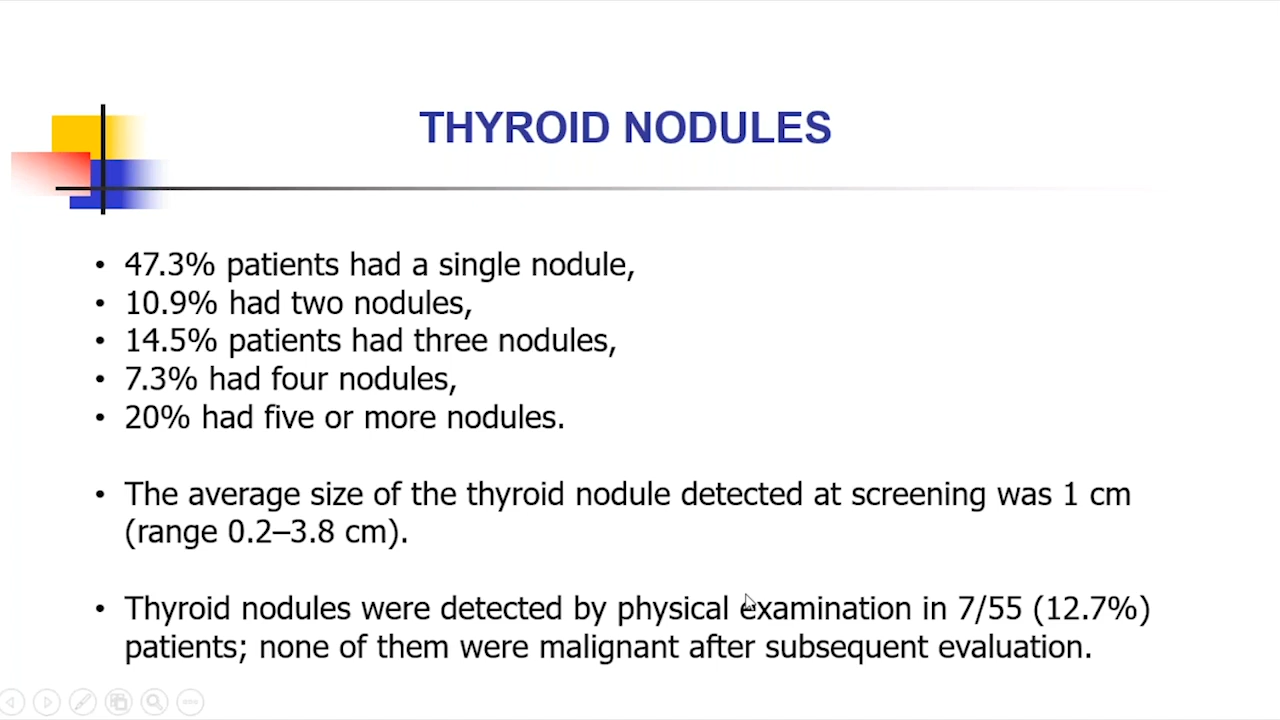 THYROID NODULES
• 47.3% patients had a single nodule,
• 10.9% had two nodules,
• 14.5% patients had three nodules,
• 7.3% had four nodules,
• 20% had five or more nodules.
• The average size of the thyroid nodule detected at screening was 1 cm
(range 0.2–3.8 cm).
• Thyroid nodules were detected by physical examination in 7/55 (12.7%)
patients; none of them were malignant after subsequent evaluation.